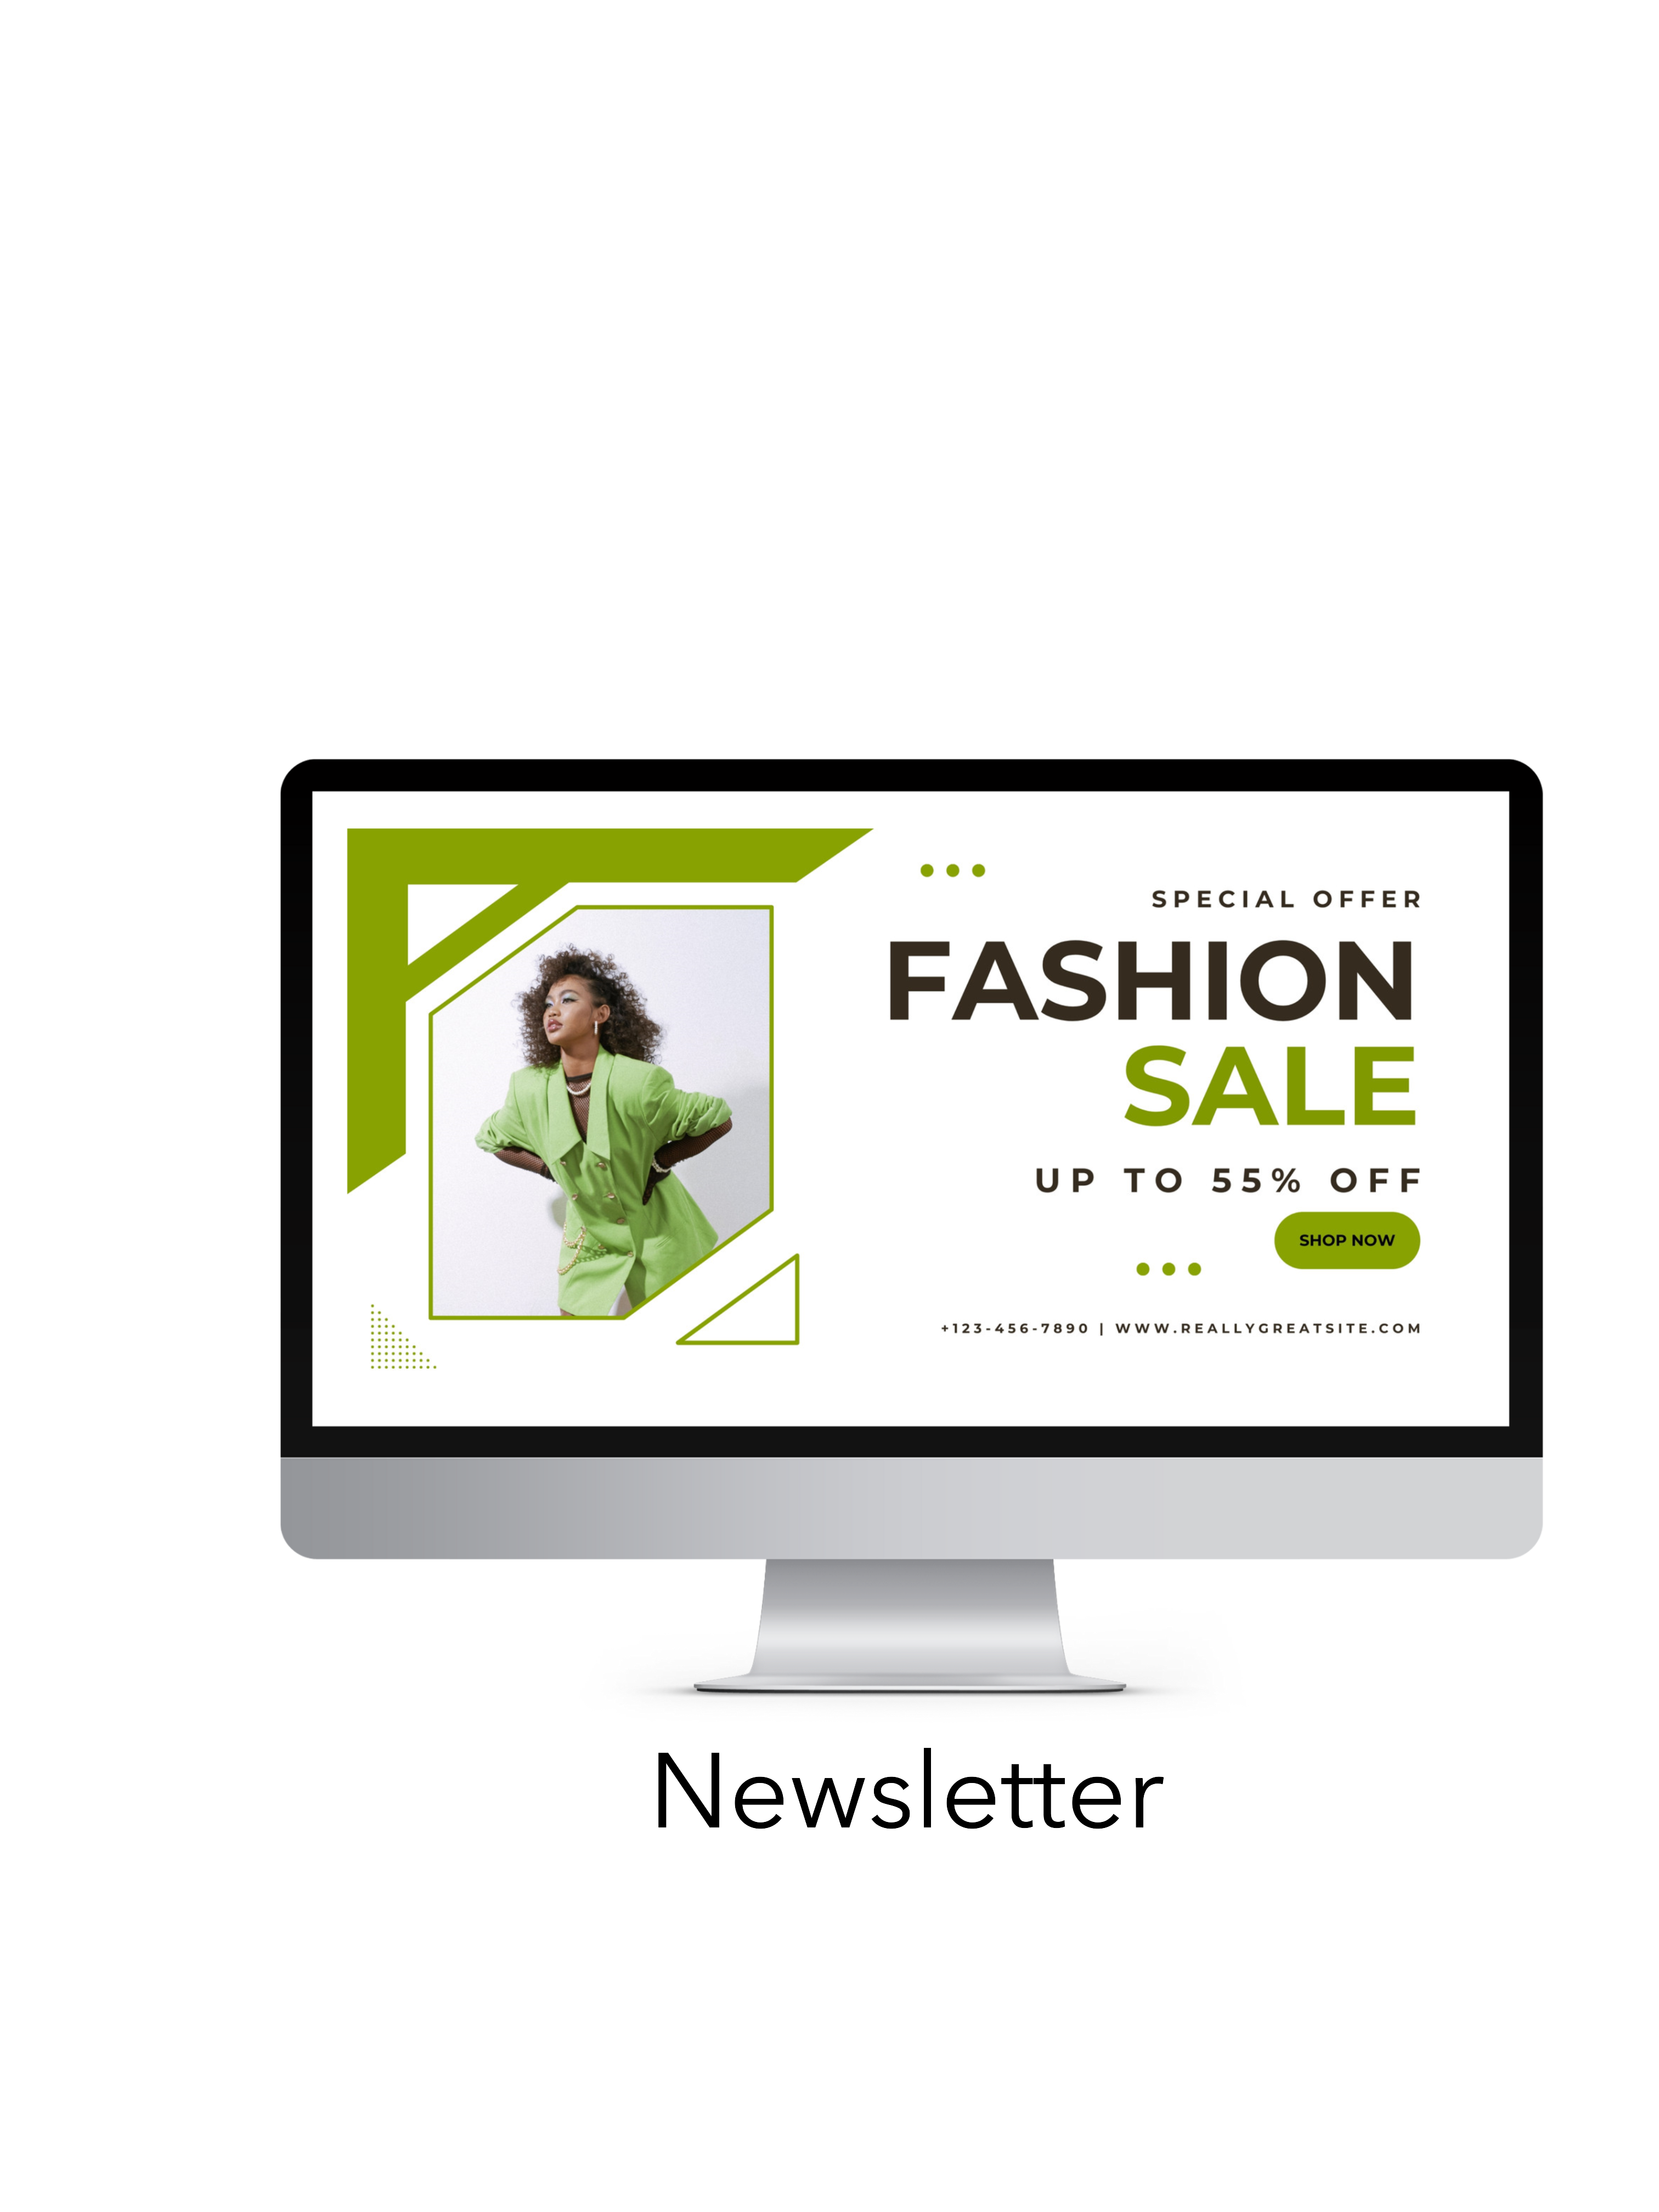 SPECIAL OFFER
FASHION
SALE
UP TO 55% OFF
SHOP NOW
+123-456-7890 | WWW.REALLYGREATSITE.COM
Newsletter